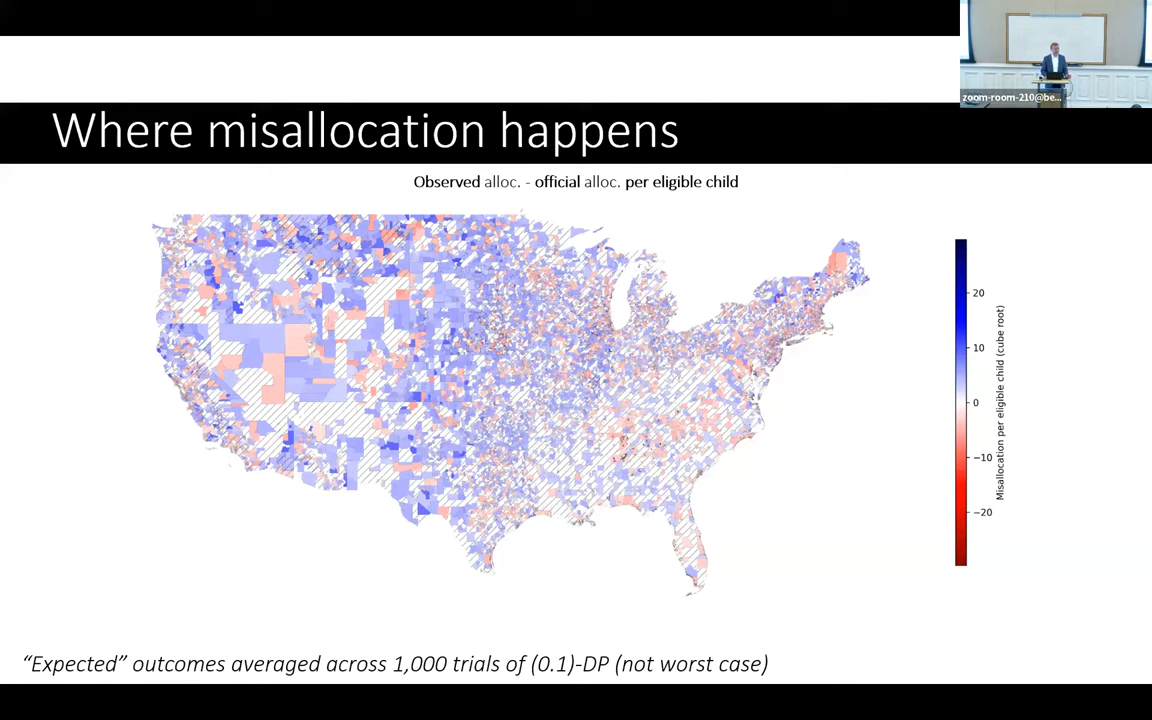 zoom-room-210@be...
Where misallocation happens
Observed alloc. - official alloc. per eligible child
20
10
0
−10
−20
Misallocation per eligible child (cube root)
“Expected” outcomes averaged across 1,000 trials of (0.1)-DP (not worst case)